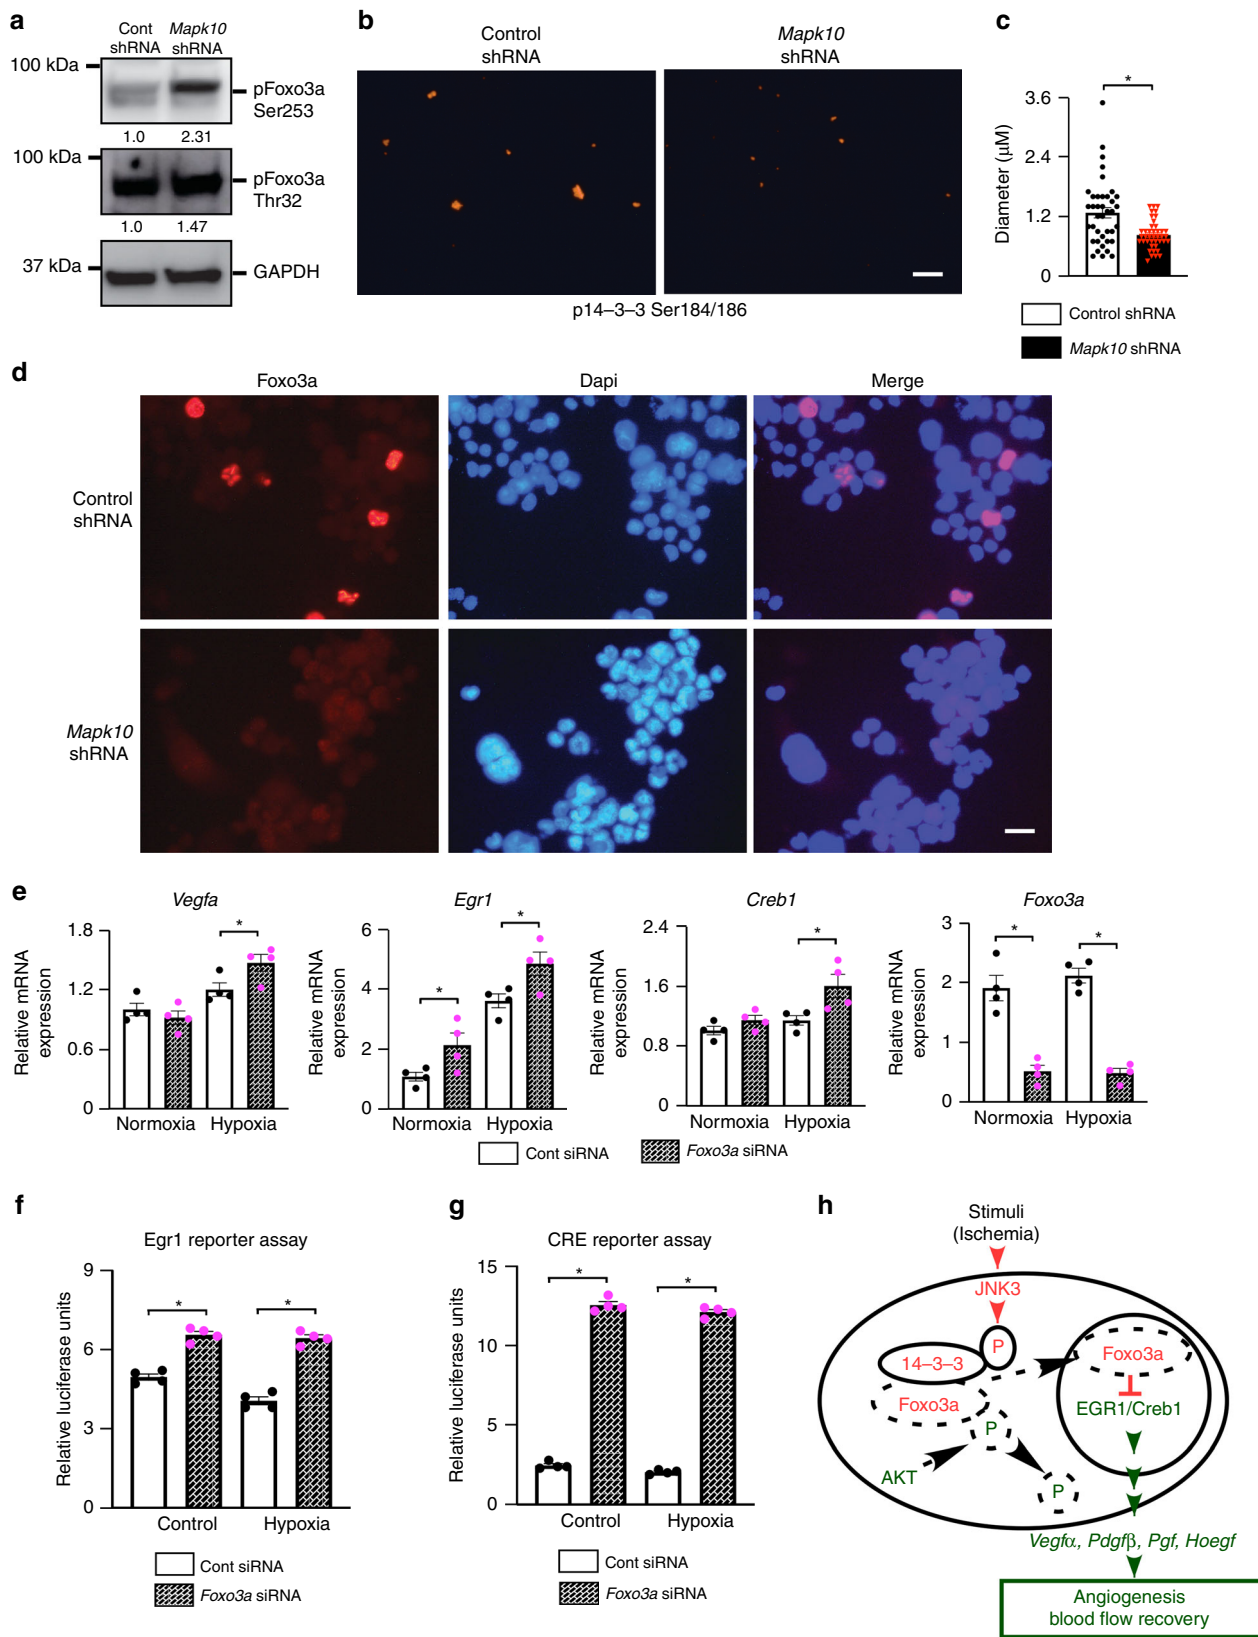 a
Cont shRNA
Mapk10 shRNA
100 kDa
pFoxo3a Ser253
1.0 2.31
100 kDa
pFoxo3a Thr32
1.0 1.47
37 kDa
GAPDH
b
Control shRNA
Mapk10 shRNA
p14–3–3 Ser184/186
c
*
Diameter (μM)
3.6
2.4
1.2
0
Control shRNA
Mapk10 shRNA
d
Foxo3a
Dapi
Merge
Control shRNA
Mapk10 shRNA
e
Vegfa
Relative mRNA expression
1.8
1.2
0.6
0
*
Normoxia Hypoxia
Egr1
Relative mRNA expression
6
4
2
0
*
*
Normoxia Hypoxia
Creb1
Relative mRNA expression
2.4
1.6
0.8
0
*
Normoxia Hypoxia
Foxo3a
Relative mRNA expression
3
2
1
0
*
*
Normoxia Hypoxia
Cont siRNA
Foxo3a siRNA
f
Egr1 reporter assay
Relative luciferase units
9
6
3
0
*
*
Control Hypoxia
Cont siRNA
Foxo3a siRNA
g
CRE reporter assay
Relative luciferase units
15
10
5
0
*
*
Control Hypoxia
Cont siRNA
Foxo3a siRNA
h
Stimuli
(Ischemia)
JNK3
P
14–3–3
Foxo3a
Foxo3a
EGR1/Creb1
P
AKT
P
Vegfα, Pdgfβ, Pgf, Hoegf
Angiogenesis
blood flow recovery